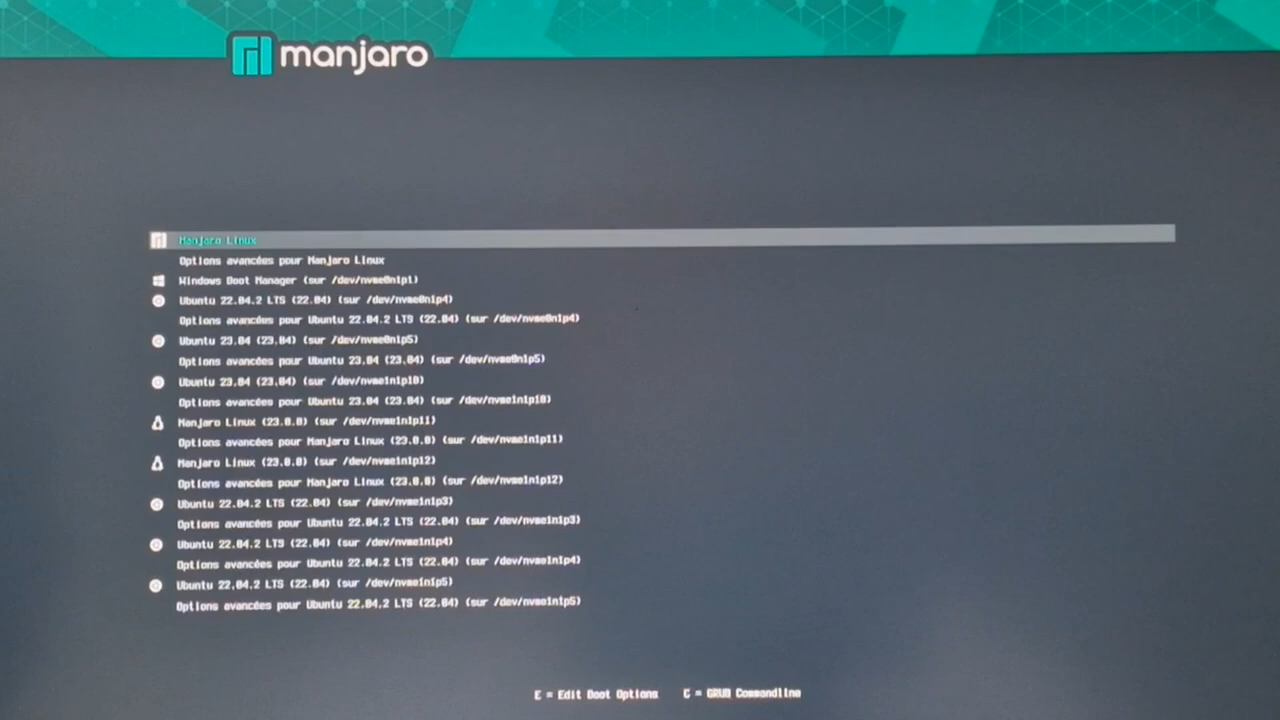 manjaro
Manjaro Linux
Options avancées pour Manjaro Linux
Windows Boot Manager (sur /dev/nvme0n1p1)
Ubuntu 22.04.2 LTS (22.04) (sur /dev/nvme0n1p4)
Options avancées pour Ubuntu 22.04.2 LTS (22.04) (sur /dev/nvme0n1p4)
Ubuntu 23.04 (23.04) (sur /dev/nvme0n1p5)
Options avancées pour Ubuntu 23.04 (23.04) (sur /dev/nvme0n1p5)
Ubuntu 23.04 (23.04) (sur /dev/nvme1n1p10)
Options avancées pour Ubuntu 23.04 (23.04) (sur /dev/nvme1n1p10)
Manjaro Linux (23.0.0) (sur /dev/nvme1n1p11)
Options avancées pour Manjaro Linux (23.0.0) (sur /dev/nvme1n1p11)
Manjaro Linux (23.0.0) (sur /dev/nvme1n1p12)
Options avancées pour Manjaro Linux (23.0.0) (sur /dev/nvme1n1p12)
Ubuntu 22.04.2 LTS (22.04) (sur /dev/nvme1n1p3)
Options avancées pour Ubuntu 22.04.2 LTS (22.04) (sur /dev/nvme1n1p3)
Ubuntu 22.04.2 LTS (22.04) (sur /dev/nvme1n1p4)
Options avancées pour Ubuntu 22.04.2 LTS (22.04) (sur /dev/nvme1n1p4)
Ubuntu 22.04.2 LTS (22.04) (sur /dev/nvme1n1p5)
Options avancées pour Ubuntu 22.04.2 LTS (22.04) (sur /dev/nvme1n1p5)
E = Edit Boot Options C = GRUB Commandline